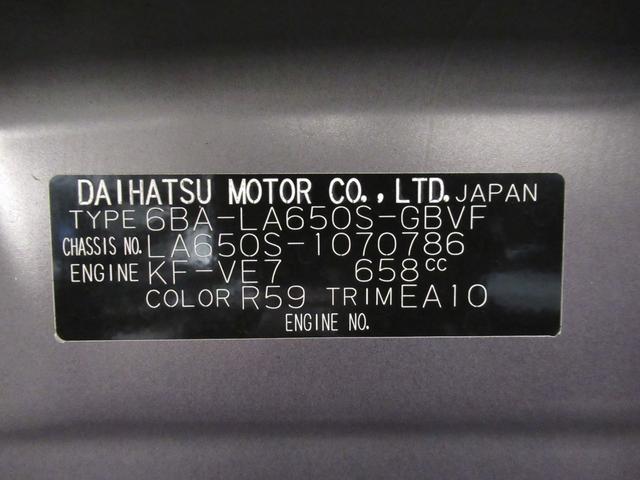 DAIHATSU MOTOR CO., LTD. JAPAN
TYPE 6BA-LA650S-GBVF
CHASSIS NO. LA650S-1070786
ENGINE KF-VE7 658cc
COLOR R59 TRIM EA10
ENGINE NO.